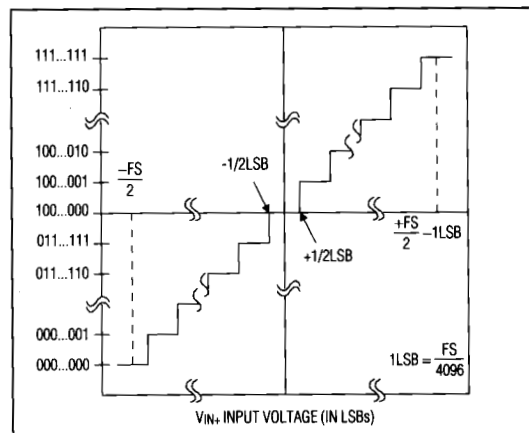 111...111
111...110
100...010
100...001
100...000
011...111
011...110
000...001
000...000
-FS
2
-1/2LSB
+1/2LSB
+FS
2
-1LSB
1LSB = FS
4096
VIN+ INPUT VOLTAGE (IN LSBs)